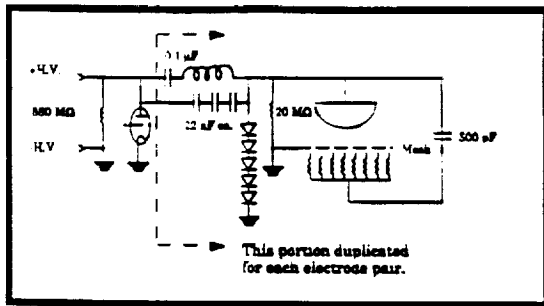 0.1 μF
+H.V.
880 MΩ
22 nF ea.
20 MΩ
500 pF
-H.V
Mesh
This portion duplicated
for each electrode pair.